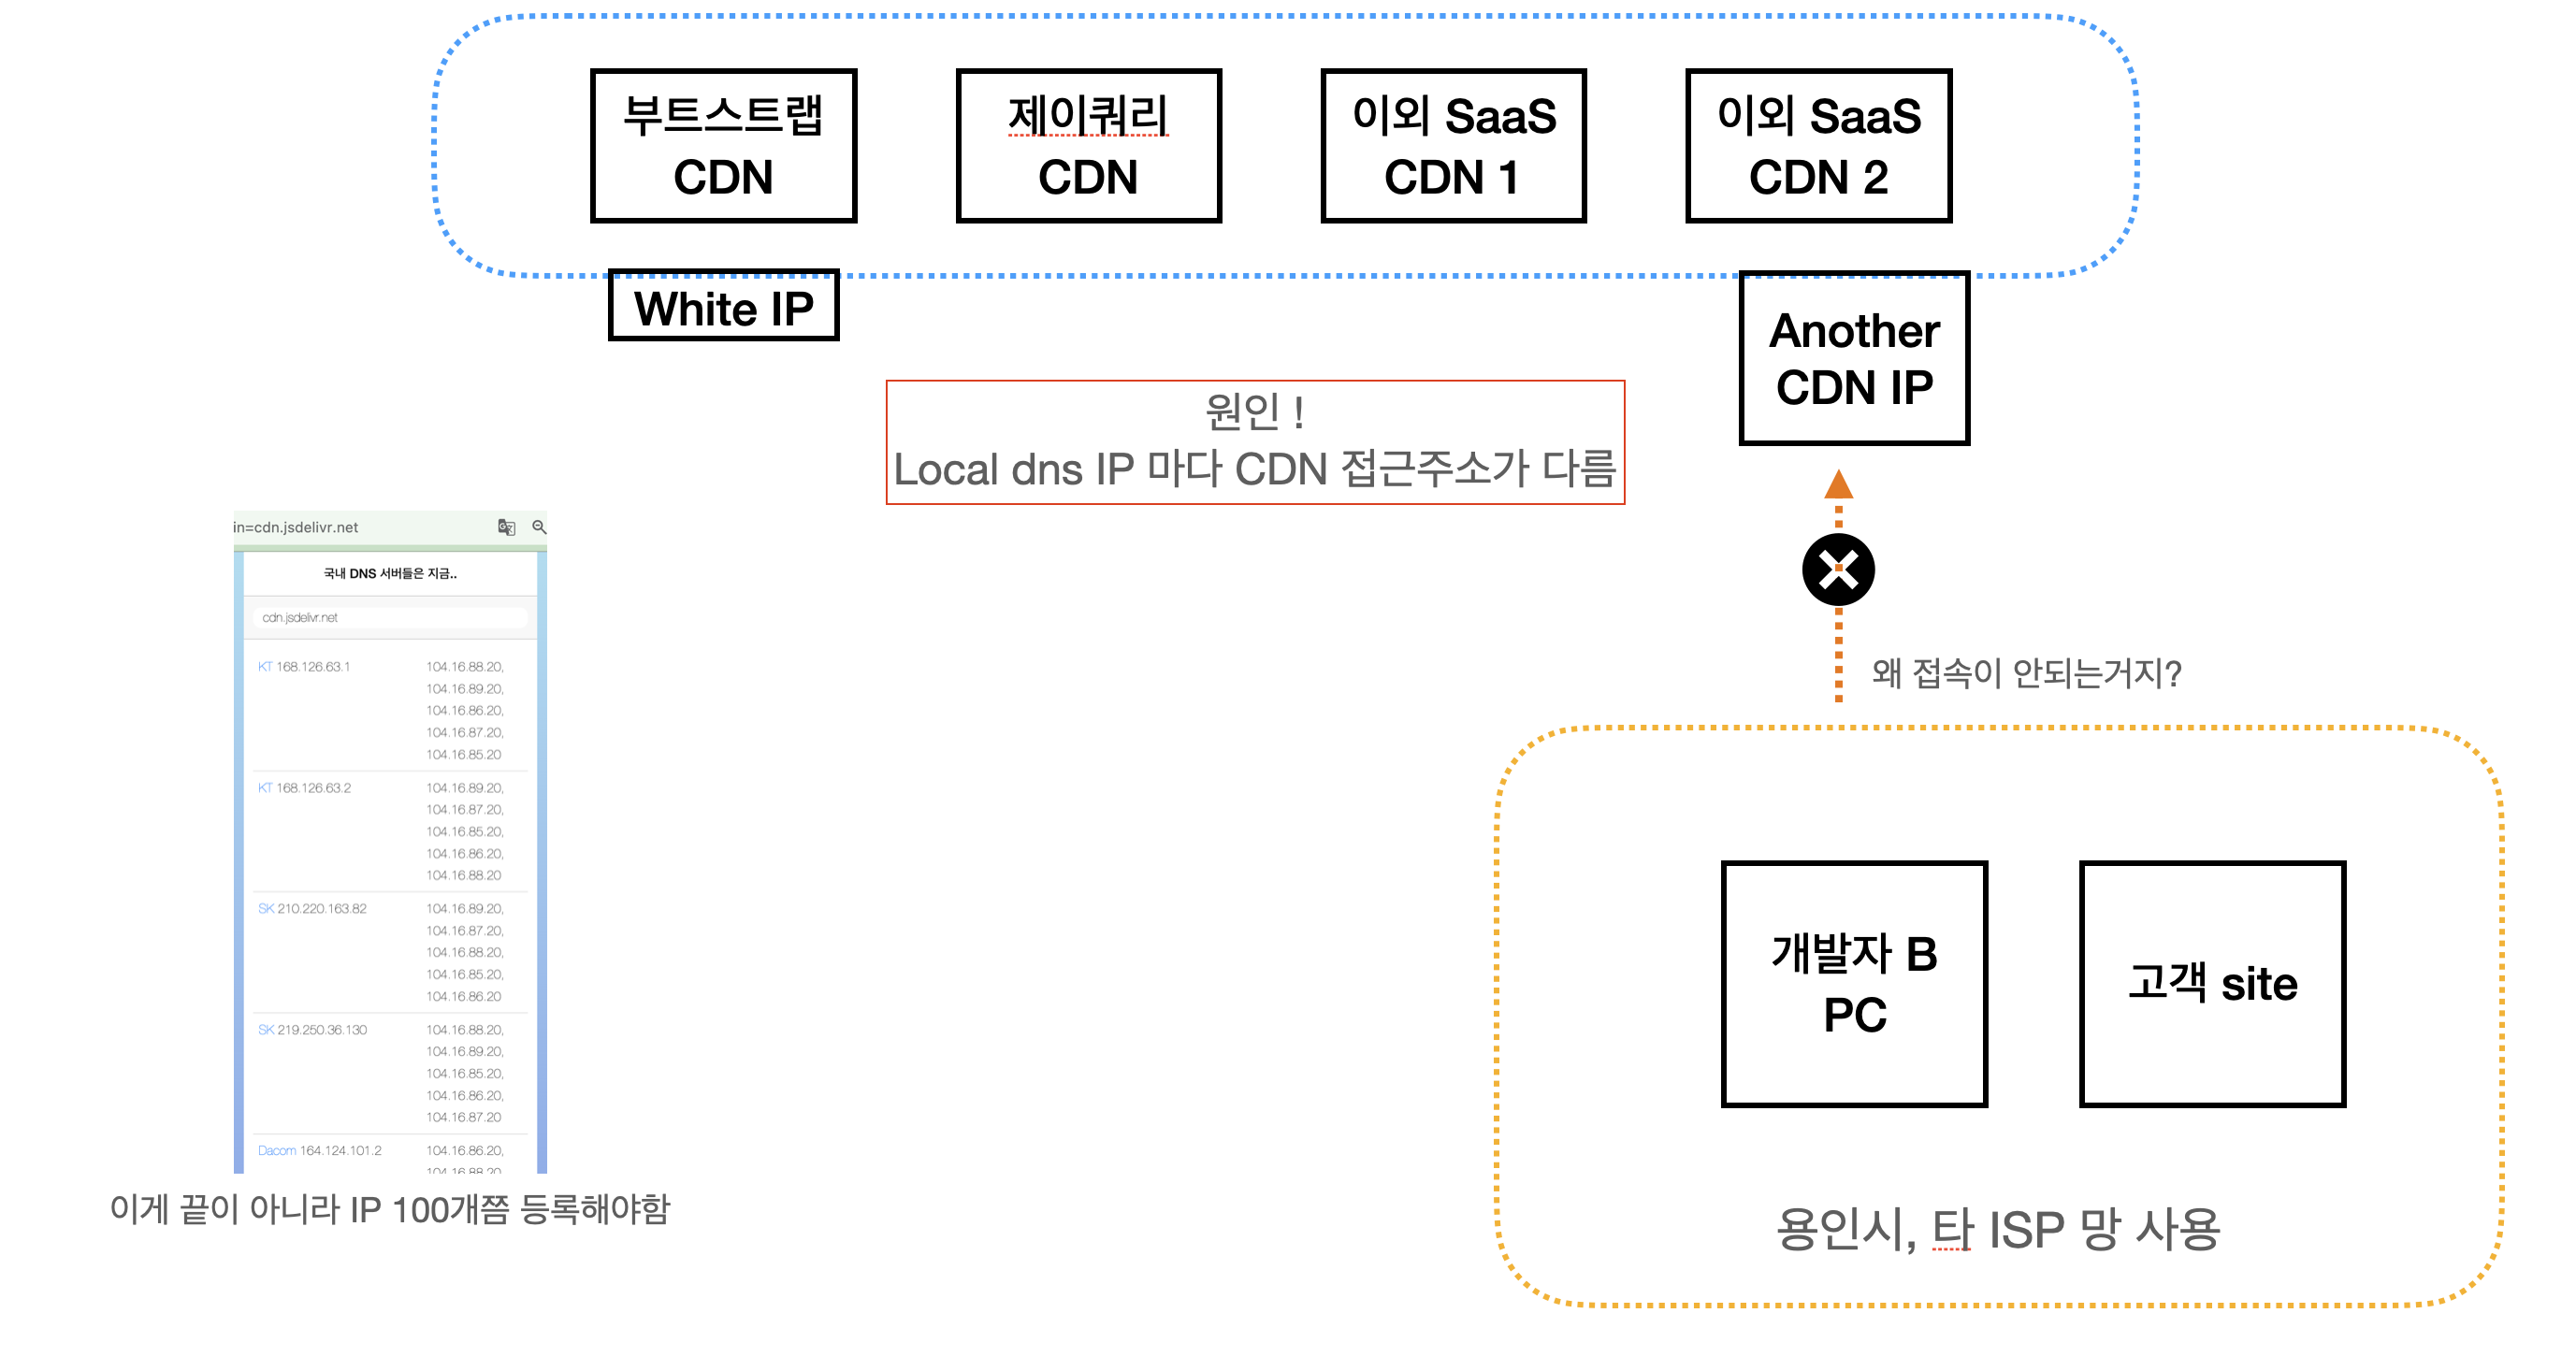 부트스트랩
CDN
제이쿼리
CDN
이외 SaaS
CDN 1
이외 SaaS
CDN 2
White IP
Another
CDN IP
원인 !
Local dns IP 마다 CDN 접근주소가 다름
in=cdn.jsdelivr.net
국내 DNS 서버들은 지금..
cdn.jsdelivr.net
KT 168.126.63.1 104.16.88.20,
104.16.89.20,
104.16.86.20,
104.16.87.20,
104.16.85.20
KT 168.126.63.2 104.16.89.20,
104.16.87.20,
104.16.85.20,
104.16.86.20,
104.16.88.20
SK 210.220.163.82 104.16.89.20,
104.16.87.20,
104.16.88.20,
104.16.85.20,
104.16.86.20
SK 219.250.36.130 104.16.88.20,
104.16.89.20,
104.16.85.20,
104.16.86.20,
104.16.87.20
Dacom 164.124.101.2 104.16.86.20,
104.16.88.20
이게 끝이 아니라 IP 100개쯤 등록해야함
왜 접속이 안되는거지?
개발자 B
PC
고객 site
용인시, 타 ISP 망 사용